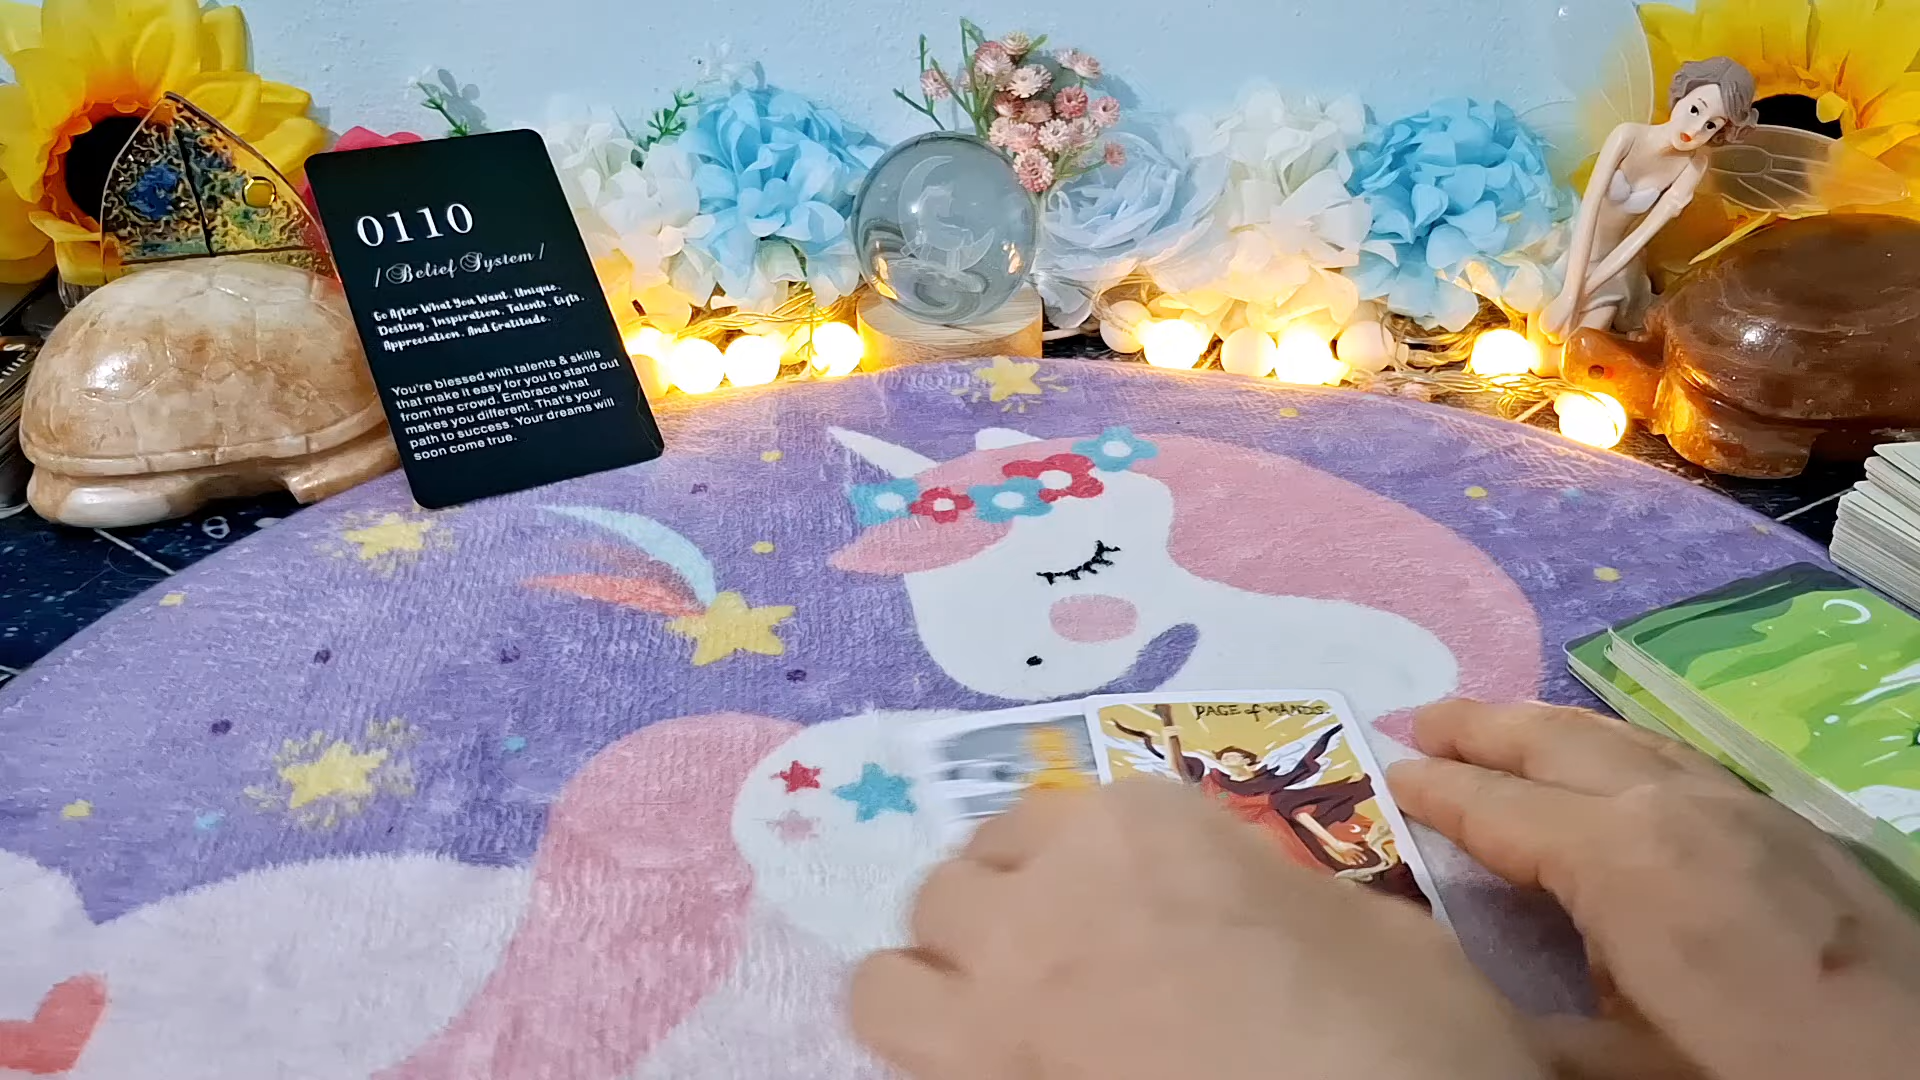 0110
/ Belief System /
Go After What You Want, Unique,
Destiny, Inspiration, Talents, Gifts,
Appreciation, And Gratitude.
You're blessed with talents & skills
that make it easy for you to stand out
from the crowd. Embrace what
makes you different. That's your
path to success. Your dreams will
soon come true.
PAGE of WANDS